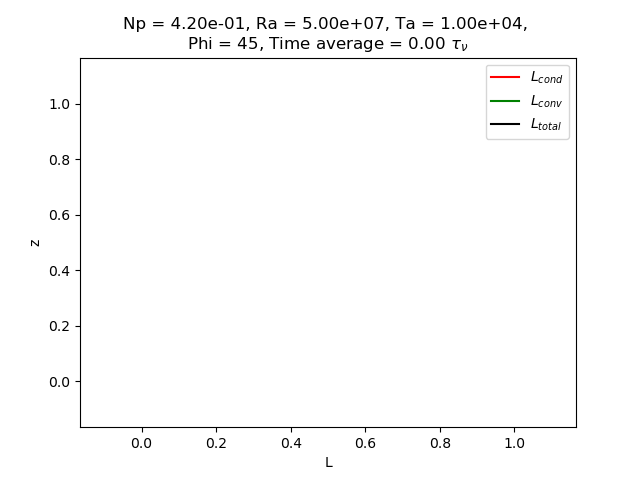 Np = 4.20e-01, Ra = 5.00e+07, Ta = 1.00e+04,
Phi = 45, Time average = 0.00 τν
L_cond
L_conv
L_total
1.0
0.8
0.6
0.4
0.2
0.0
z
0.0 0.2 0.4 0.6 0.8 1.0
L